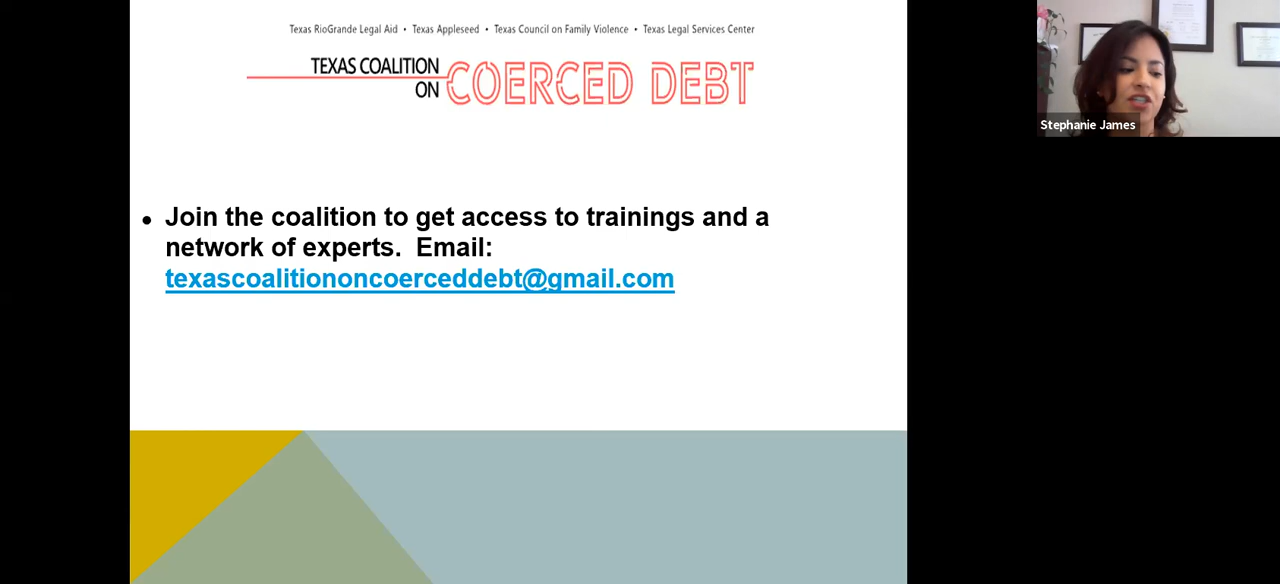 Texas RioGrande Legal Aid • Texas Appleseed • Texas Council on Family Violence • Texas Legal Services Center
TEXAS COALITION
ON COERCED DEBT
• Join the coalition to get access to trainings and a
network of experts. Email:
texascoalitiononcoerceddebt@gmail.com
Stephanie James